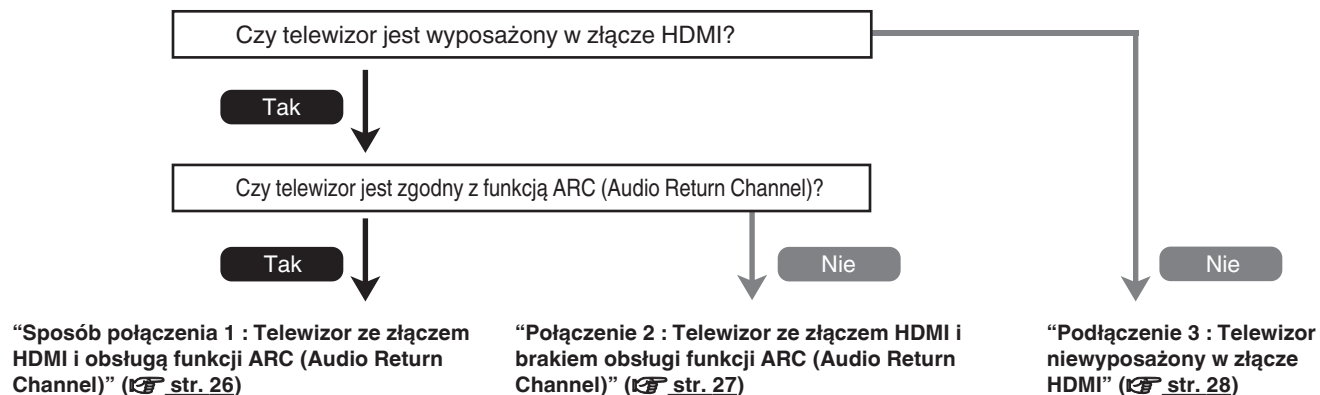 Czy telewizor jest wyposażony w złącze HDMI?
Tak
Czy telewizor jest zgodny z funkcją ARC (Audio Return Channel)?
Tak
Nie
Nie
“Sposób połączenia 1 : Telewizor ze złączem
HDMI i obsługą funkcji ARC (Audio Return
Channel)” (☞ str. 26)
“Połączenie 2 : Telewizor ze złączem HDMI i
brakiem obsługi funkcji ARC (Audio Return
Channel)” (☞ str. 27)
“Podłączenie 3 : Telewizor
niewyposażony w złącze
HDMI” (☞ str. 28)